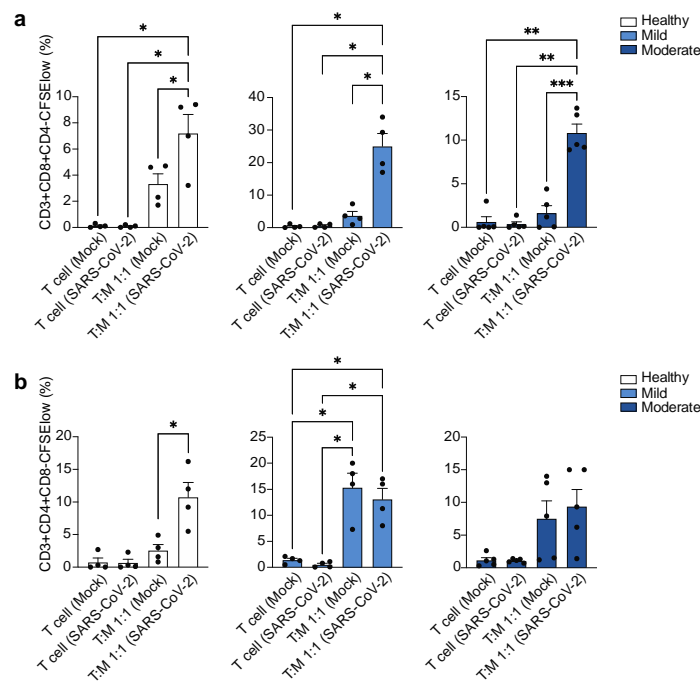 a
Healthy
Mild
Moderate
CD3+CD8+CD4-CFSElow (%)
* * *
* * *
** ** ***
10
8
6
4
2
0
40
30
20
10
0
15
10
5
0
T cell (Mock)
T cell (SARS-CoV-2)
T:M 1:1 (Mock)
T:M 1:1 (SARS-CoV-2)
T cell (Mock)
T cell (SARS-CoV-2)
T:M 1:1 (Mock)
T:M 1:1 (SARS-CoV-2)
T cell (Mock)
T cell (SARS-CoV-2)
T:M 1:1 (Mock)
T:M 1:1 (SARS-CoV-2)
b
Healthy
Mild
Moderate
CD3+CD4+CD8-CFSElow (%)
*
* * * *
20
15
10
5
0
25
20
15
10
5
0
20
15
10
5
0
T cell (Mock)
T cell (SARS-CoV-2)
T:M 1:1 (Mock)
T:M 1:1 (SARS-CoV-2)
T cell (Mock)
T cell (SARS-CoV-2)
T:M 1:1 (Mock)
T:M 1:1 (SARS-CoV-2)
T cell (Mock)
T cell (SARS-CoV-2)
T:M 1:1 (Mock)
T:M 1:1 (SARS-CoV-2)